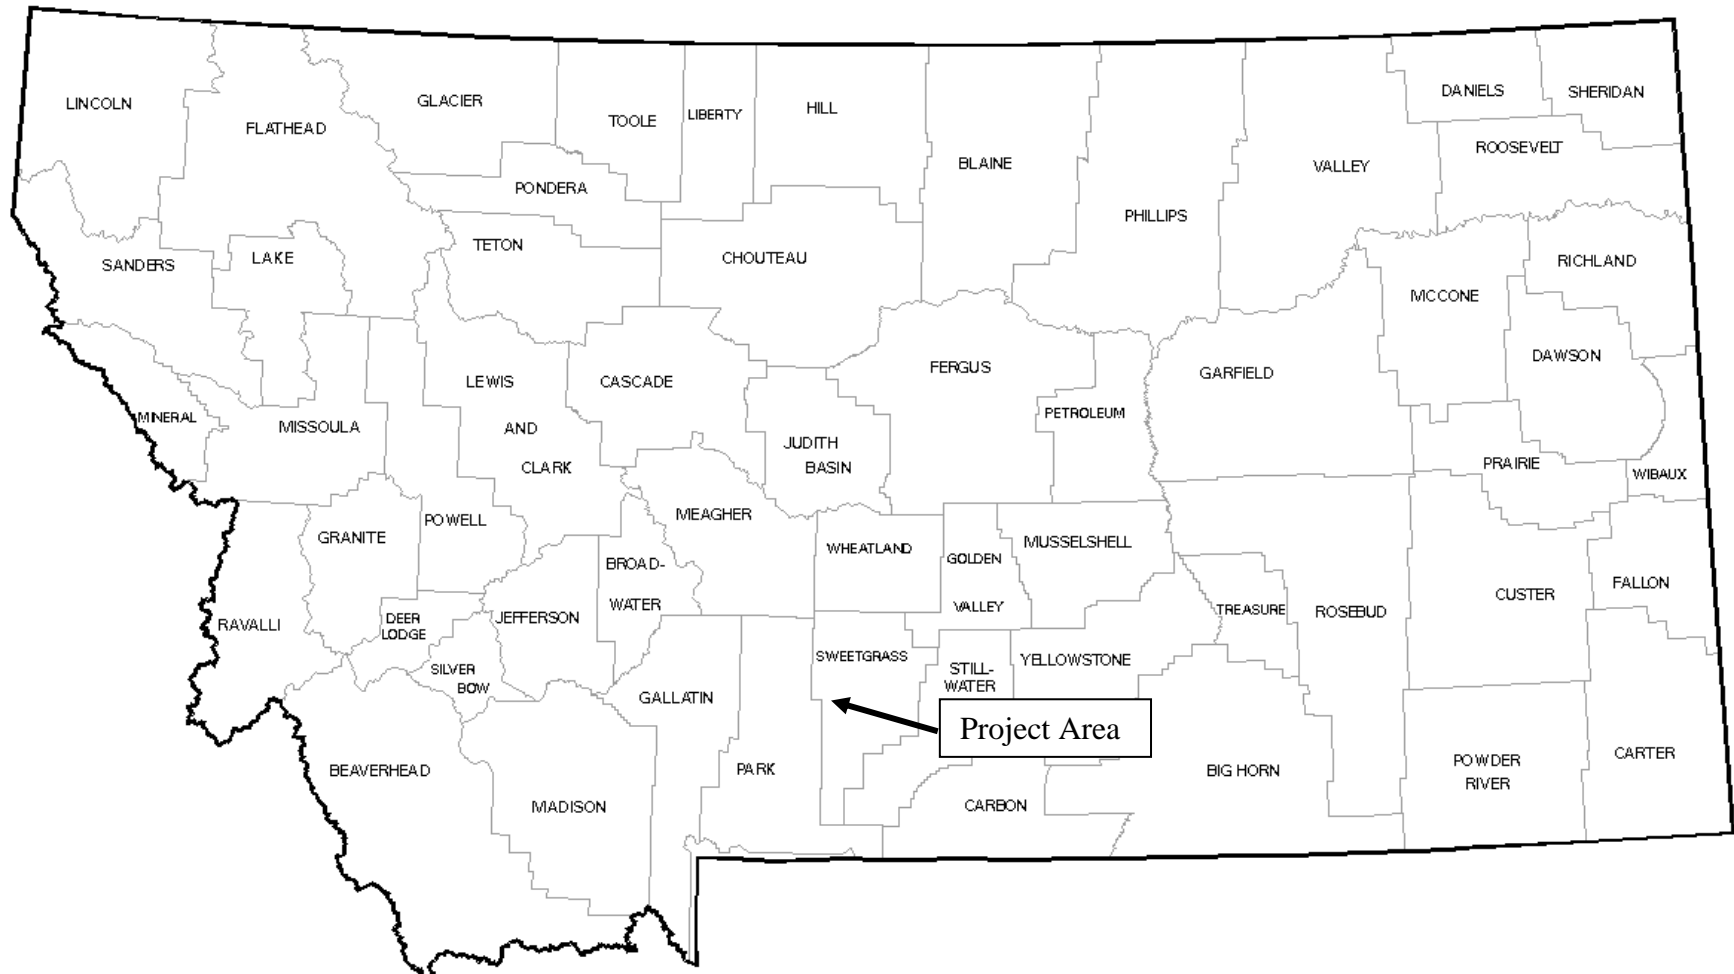 LINCOLN
FLATHEAD
GLACIER
TOOLE
LIBERTY
HILL
BLAINE
PHILLIPS
VALLEY
DANIELS
SHERIDAN
ROOSEVELT
PONDERA
TETON
CHOUTEAU
SANDERS
LAKE
RICHLAND
MCCONE
DAWSON
GARFIELD
FERGUS
PETROLEUM
CASCADE
LEWIS
AND
CLARK
MINERAL
MISSOULA
JUDITH
BASIN
PRAIRIE
WIBAUX
MEAGHER
POWELL
GRANITE
WHEATLAND
GOLDEN
VALLEY
MUSSELSHELL
BROAD-
WATER
JEFFERSON
DEER
LODGE
RAVALLI
TREASURE
ROSEBUD
CUSTER
FALLON
SWEETGRASS
STILL-
WATER
YELLOWSTONE
SILVER
BOW
GALLATIN
Project Area
BEAVERHEAD
MADISON
PARK
CARBON
BIG HORN
POWDER
RIVER
CARTER